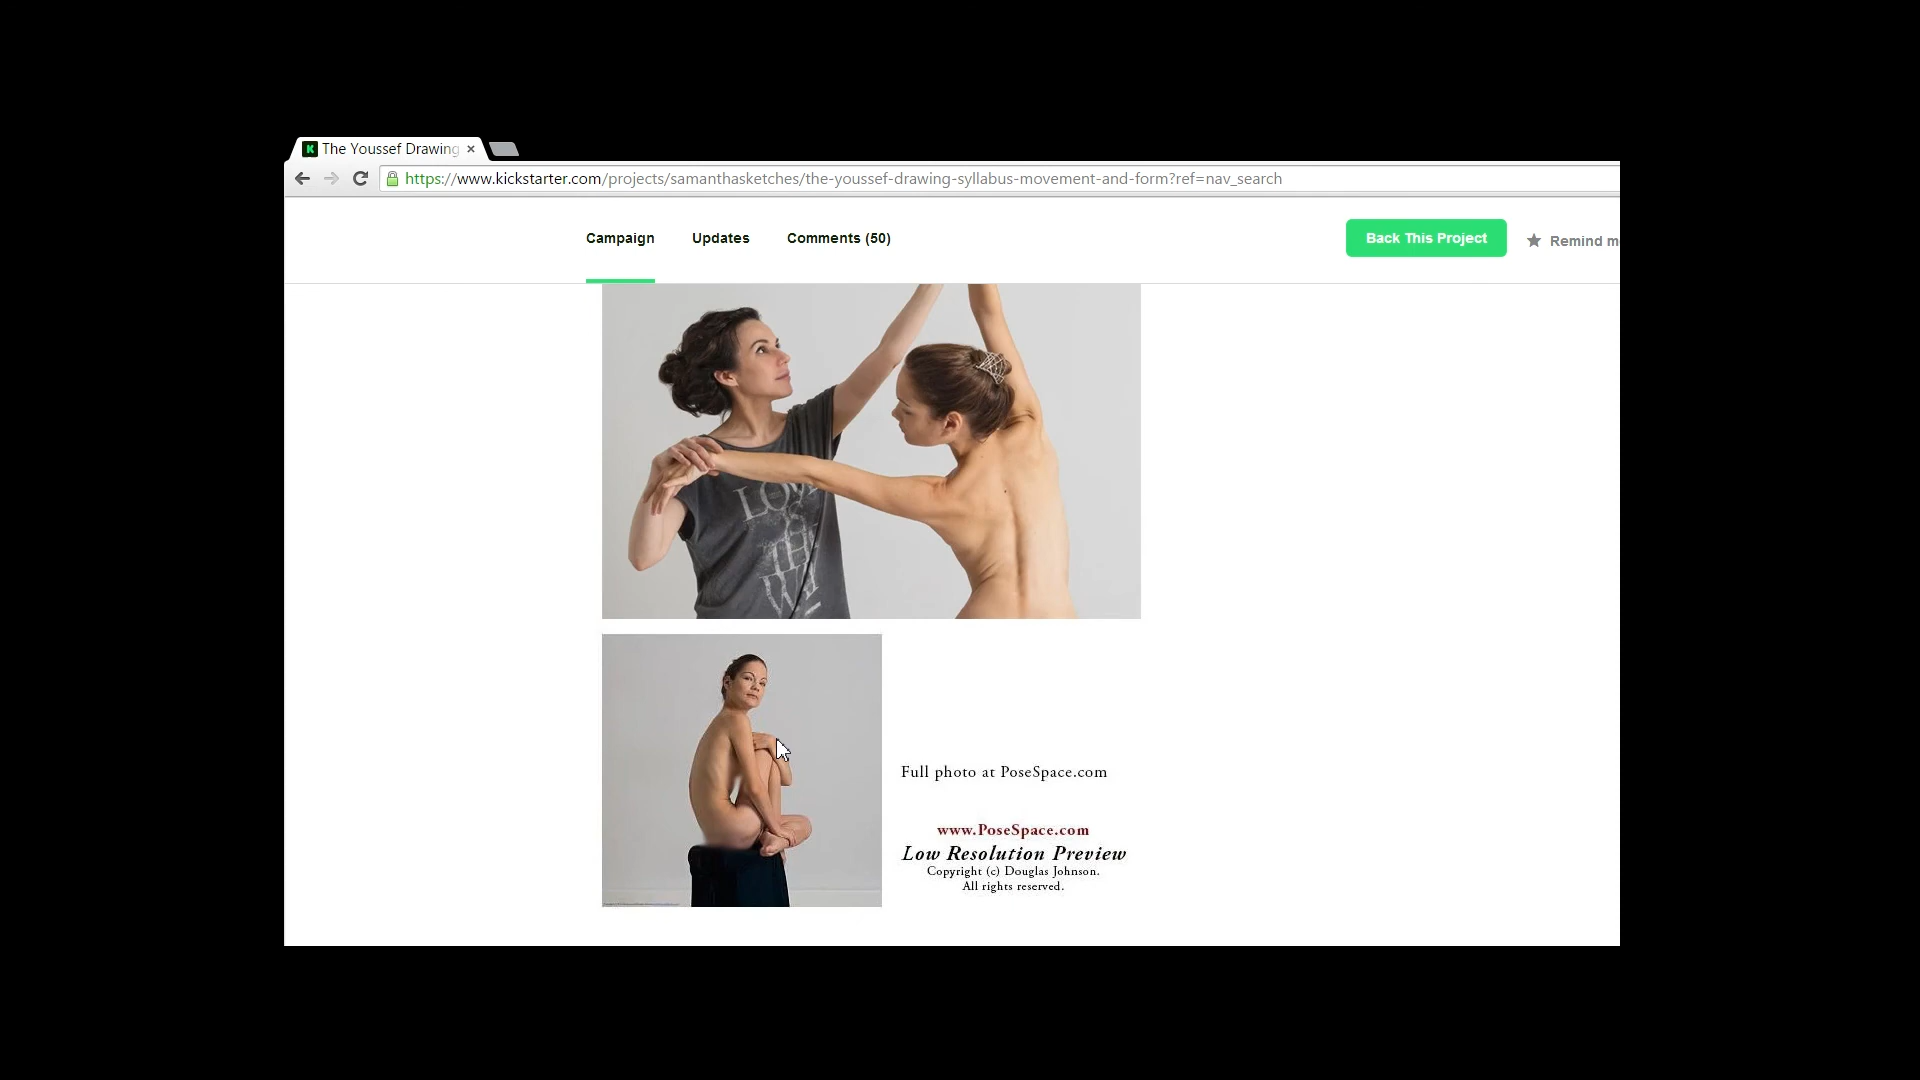 The Youssef Drawing
https://www.kickstarter.com/projects/samanthasketches/the-youssef-drawing-syllabus-movement-and-form?ref=nav_search
Campaign Updates Comments (50) Back This Project Remind m
LOVE
Full photo at PoseSpace.com
www.PoseSpace.com
Low Resolution Preview
Copyright (c) Douglas Johnson.
All rights reserved.